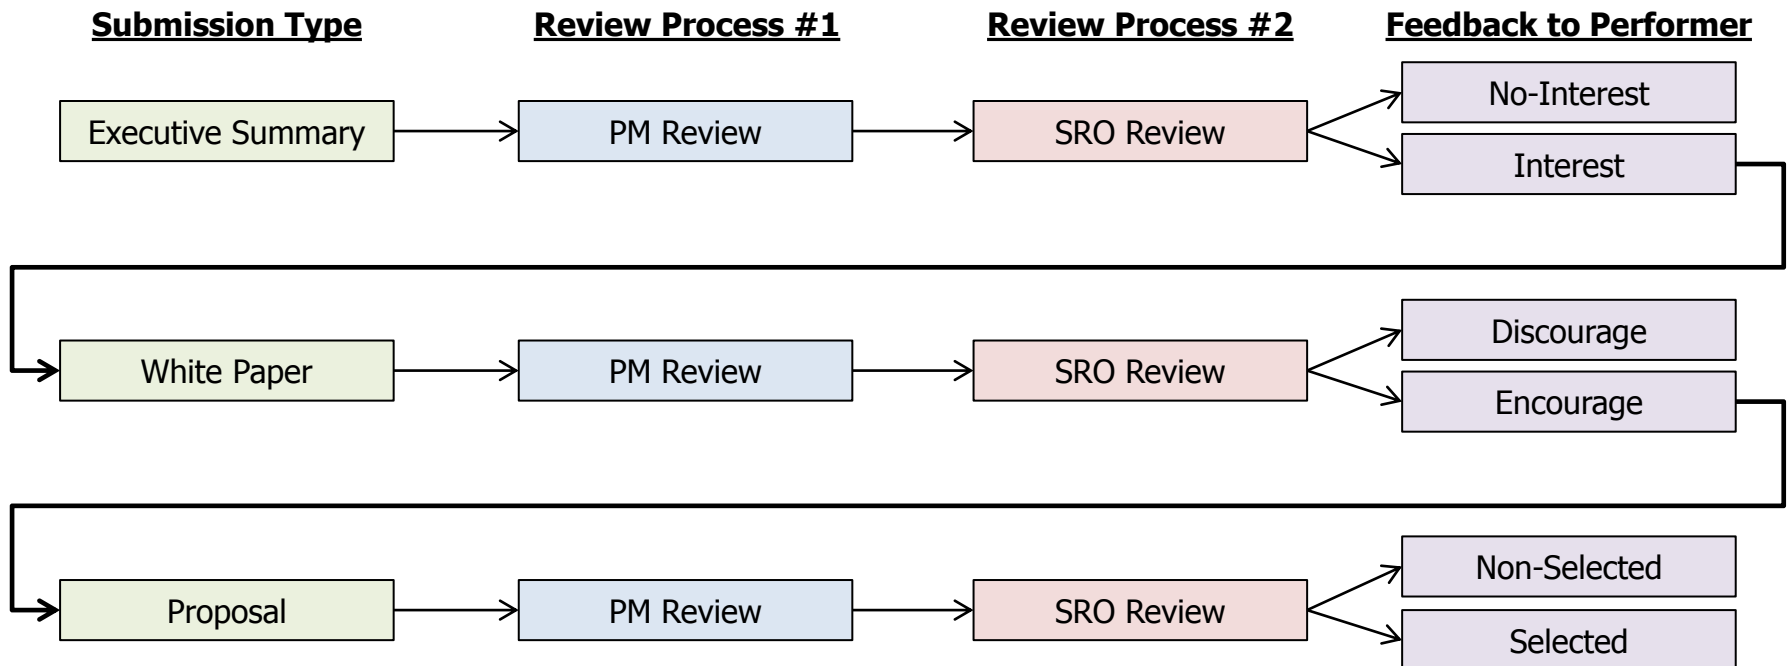 Submission Type
Review Process #1
Review Process #2
Feedback to Performer
Executive Summary
PM Review
SRO Review
No-Interest
Interest
White Paper
PM Review
SRO Review
Discourage
Encourage
Proposal
PM Review
SRO Review
Non-Selected
Selected